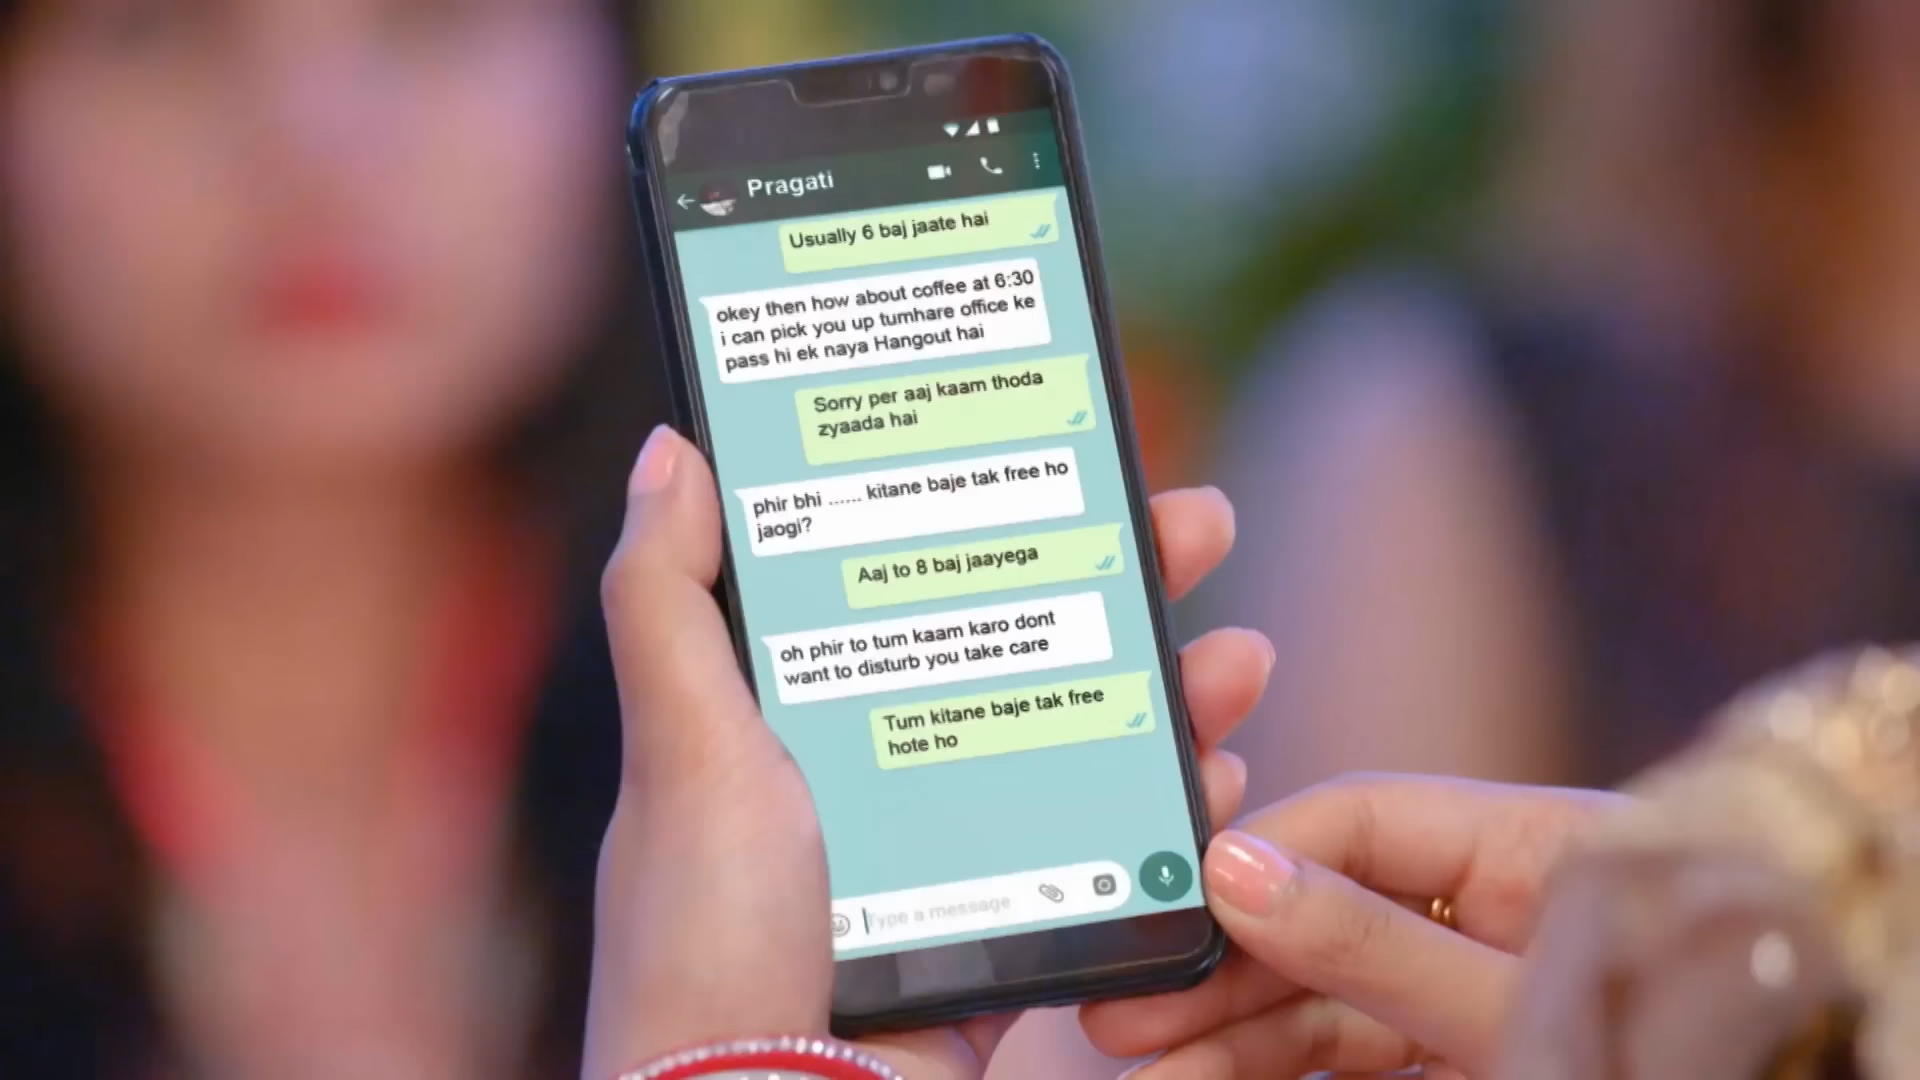 Pragati
Usually 6 baj jaate hai
okey then how about coffee at 6:30
i can pick you up tumhare office ke
pass hi ek naya Hangout hai
Sorry per aaj kaam thoda
zyaada hai
phir bhi ...... kitane baje tak free ho
jaogi?
Aaj to 8 baj jaayega
oh phir to tum kaam karo dont
want to disturb you take care
Tum kitane baje tak free
hote ho
Type a message